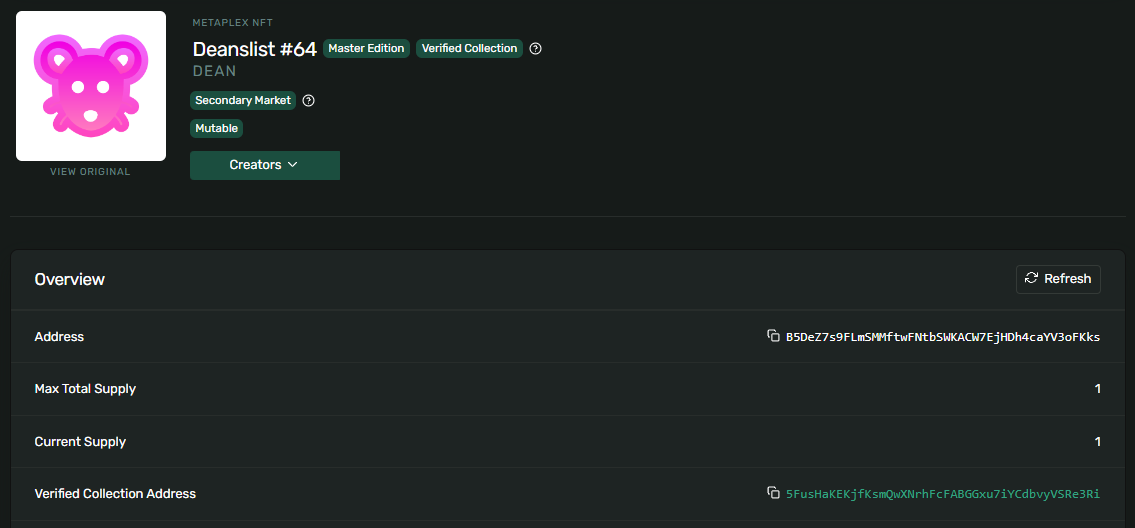 METAPLEX NFT
Deanslist #64 Master Edition Verified Collection
DEAN
Secondary Market
Mutable
VIEW ORIGINAL
Creators
Overview
Refresh
Address
B5DeZ7s9FLmSMMftwFNtbSWKACW7EjHDh4caYV3oFKks
Max Total Supply
1
Current Supply
1
Verified Collection Address
5FusHaKEKjfKsmQwXNrhFcFABGGxu7iYCdbvyVSRe3Ri